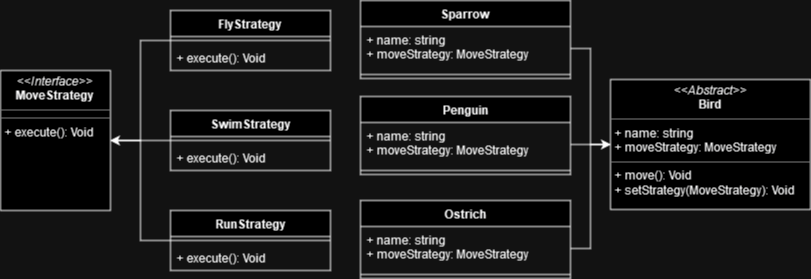 <<Interface>>
MoveStrategy
+ execute(): Void
FlyStrategy
+ execute(): Void
SwimStrategy
+ execute(): Void
RunStrategy
+ execute(): Void
Sparrow
+ name: string
+ moveStrategy: MoveStrategy
Penguin
+ name: string
+ moveStrategy: MoveStrategy
Ostrich
+ name: string
+ moveStrategy: MoveStrategy
<<Abstract>>
Bird
+ name: string
+ moveStrategy: MoveStrategy
+ move(): Void
+ setStrategy(MoveStrategy): Void